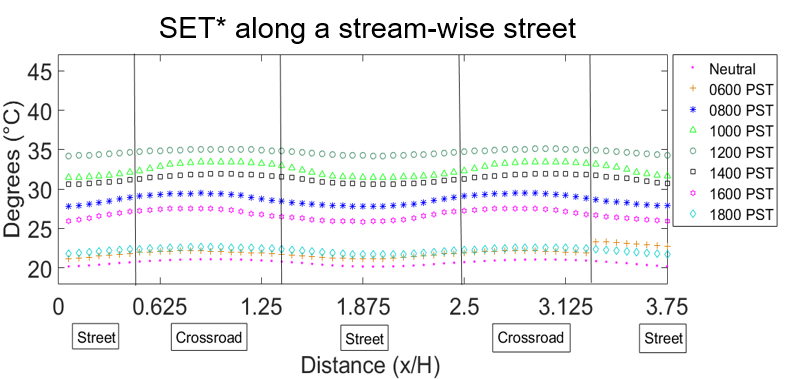 SET* along a stream-wise street
Degrees (°C)
45
40
35
30
25
20
0 0.625 1.25 1.875 2.5 3.125 3.75
Street Crossroad Street Crossroad Street
Distance (x/H)
Neutral
0600 PST
0800 PST
1000 PST
1200 PST
1400 PST
1600 PST
1800 PST